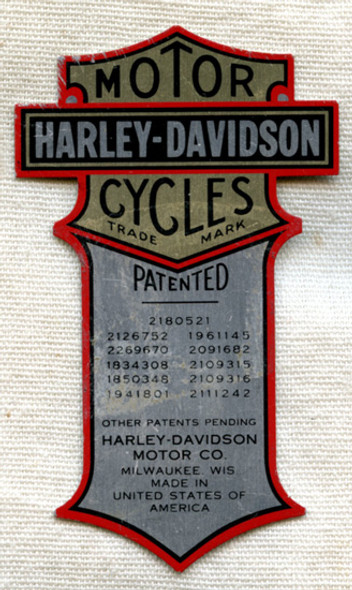 MOTOR
HARLEY-DAVIDSON
CYCLES
TRADE MARK
PATENTED
2180521
2126752 1961145
2269670 2091682
1834308 2109315
1850348 2109316
1941801 2111242
OTHER PATENTS PENDING
HARLEY-DAVIDSON
MOTOR CO.
MILWAUKEE. WIS
MADE IN
UNITED STATES OF
AMERICA